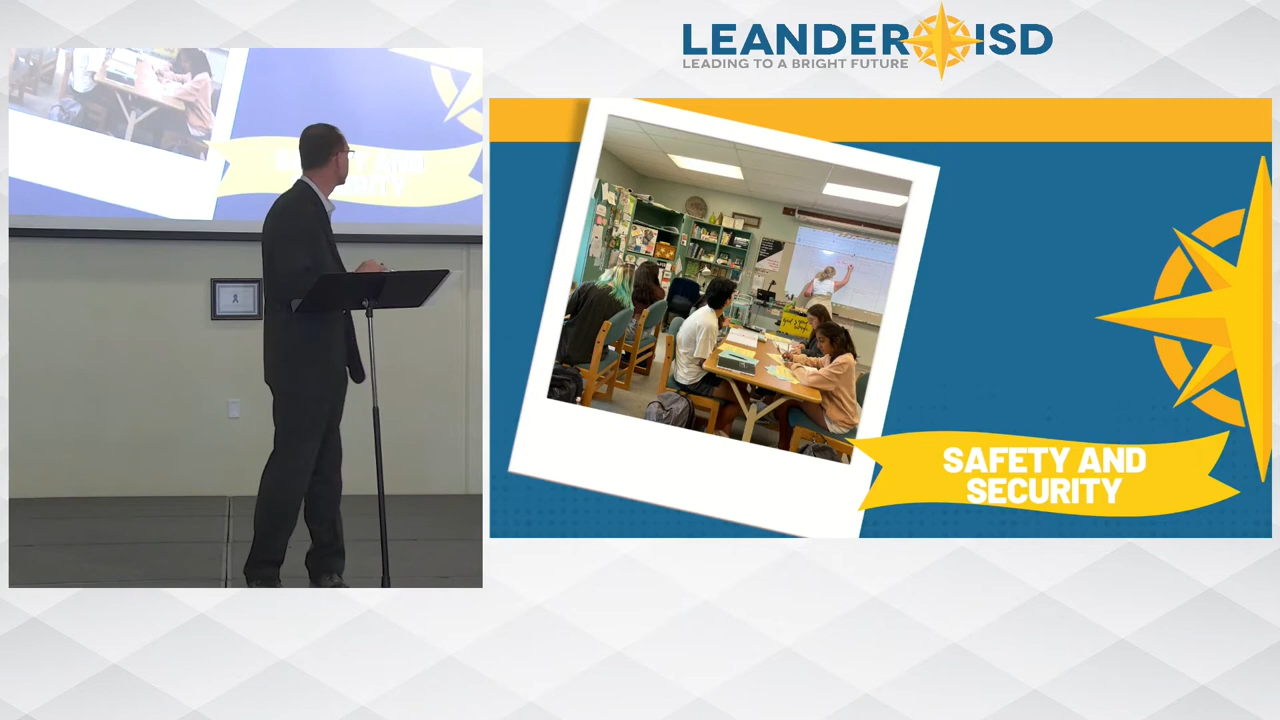 LEANDER ISD
LEADING TO A BRIGHT FUTURE
SAFETY AND
SECURITY